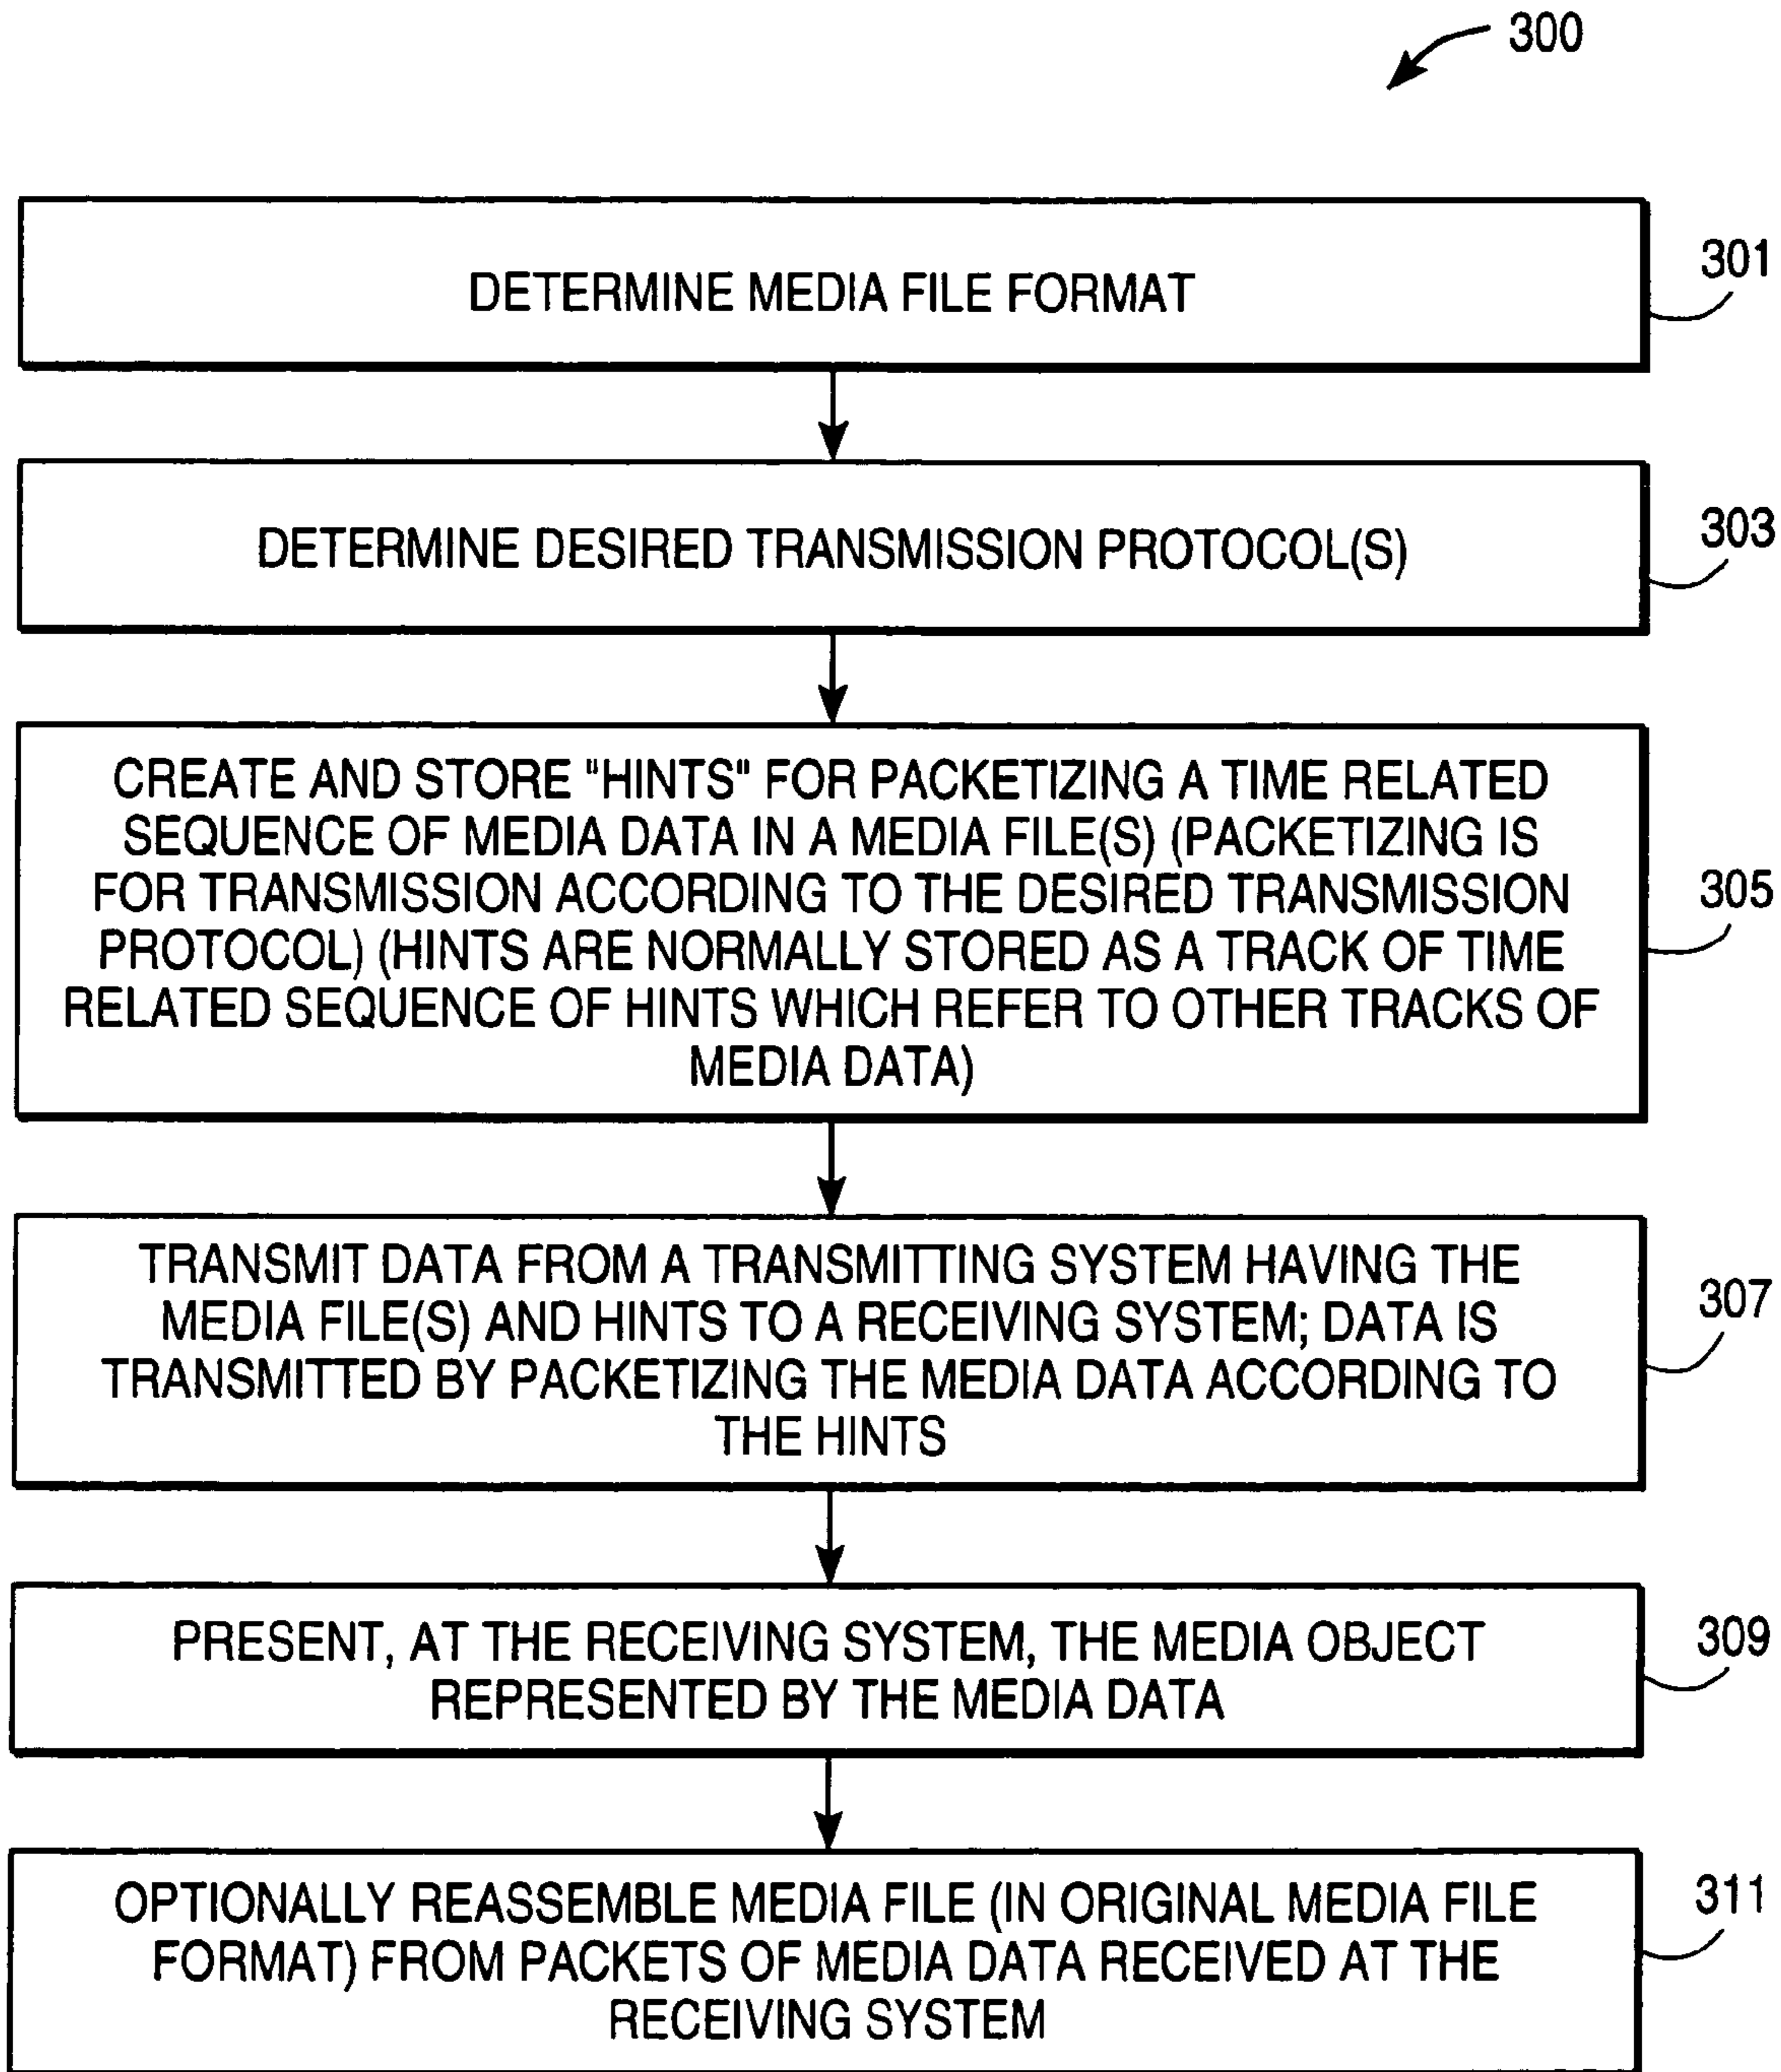 300
DETERMINE MEDIA FILE FORMAT
301
DETERMINE DESIRED TRANSMISSION PROTOCOL(S)
303
CREATE AND STORE "HINTS" FOR PACKETIZING A TIME RELATED
SEQUENCE OF MEDIA DATA IN A MEDIA FILE(S) (PACKETIZING IS
FOR TRANSMISSION ACCORDING TO THE DESIRED TRANSMISSION
PROTOCOL) (HINTS ARE NORMALLY STORED AS A TRACK OF TIME
RELATED SEQUENCE OF HINTS WHICH REFER TO OTHER TRACKS OF
MEDIA DATA)
305
TRANSMIT DATA FROM A TRANSMITTING SYSTEM HAVING THE
MEDIA FILE(S) AND HINTS TO A RECEIVING SYSTEM; DATA IS
TRANSMITTED BY PACKETIZING THE MEDIA DATA ACCORDING TO
THE HINTS
307
PRESENT, AT THE RECEIVING SYSTEM, THE MEDIA OBJECT
REPRESENTED BY THE MEDIA DATA
309
OPTIONALLY REASSEMBLE MEDIA FILE (IN ORIGINAL MEDIA FILE
FORMAT) FROM PACKETS OF MEDIA DATA RECEIVED AT THE
RECEIVING SYSTEM
311